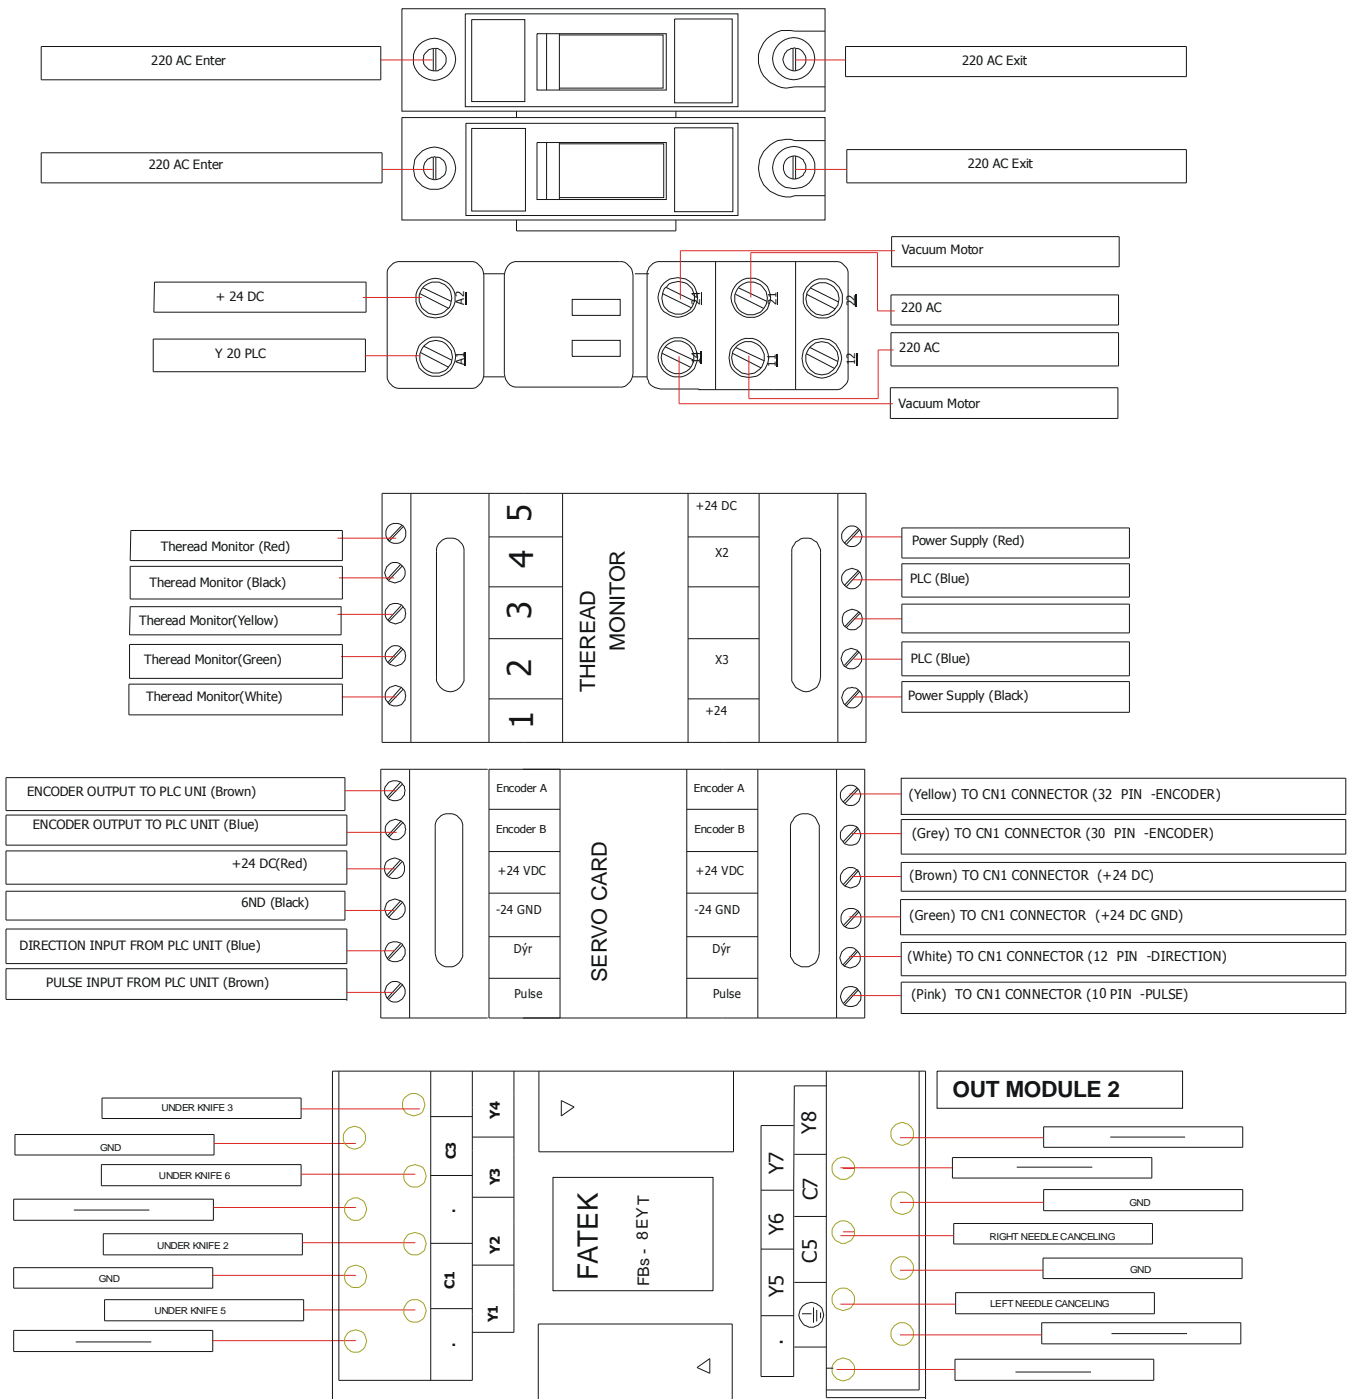 220 AC Enter
220 AC Exit
220 AC Enter
220 AC Exit
Vacuum Motor
+ 24 DC
A2
24
21
22
220 AC
Y 20 PLC
A1
14
11
12
220 AC
Vacuum Motor
Theread Monitor (Red)
Theread Monitor (Black)
Theread Monitor(Yellow)
Theread Monitor(Green)
Theread Monitor(White)
5
4
3
2
1
THEREAD
MONITOR
+24 DC
X2
X3
+24
Power Supply (Red)
PLC (Blue)
PLC (Blue)
Power Supply (Black)
ENCODER OUTPUT TO PLC UNI (Brown)
ENCODER OUTPUT TO PLC UNIT (Blue)
+24 DC(Red)
6ND (Black)
DIRECTION INPUT FROM PLC UNIT (Blue)
PULSE INPUT FROM PLC UNIT (Brown)
Encoder A
Encoder B
+24 VDC
-24 GND
Dýr
Pulse
SERVO CARD
Encoder A
Encoder B
+24 VDC
-24 GND
Dýr
Pulse
(Yellow) TO CN1 CONNECTOR (32 PIN -ENCODER)
(Grey) TO CN1 CONNECTOR (30 PIN -ENCODER)
(Brown) TO CN1 CONNECTOR (+24 DC)
(Green) TO CN1 CONNECTOR (+24 DC GND)
(White) TO CN1 CONNECTOR (12 PIN -DIRECTION)
(Pink) TO CN1 CONNECTOR (10 PIN -PULSE)
OUT MODULE 2
UNDER KNIFE 3
GND
UNDER KNIFE 6
UNDER KNIFE 2
GND
UNDER KNIFE 5
C3
.
C1
.
Y4
Y3
Y2
Y1
FATEK
FBs - 8EYT
Y7
Y6
Y5
.
Y8
C7
C5
GND
RIGHT NEEDLE CANCELING
GND
LEFT NEEDLE CANCELING